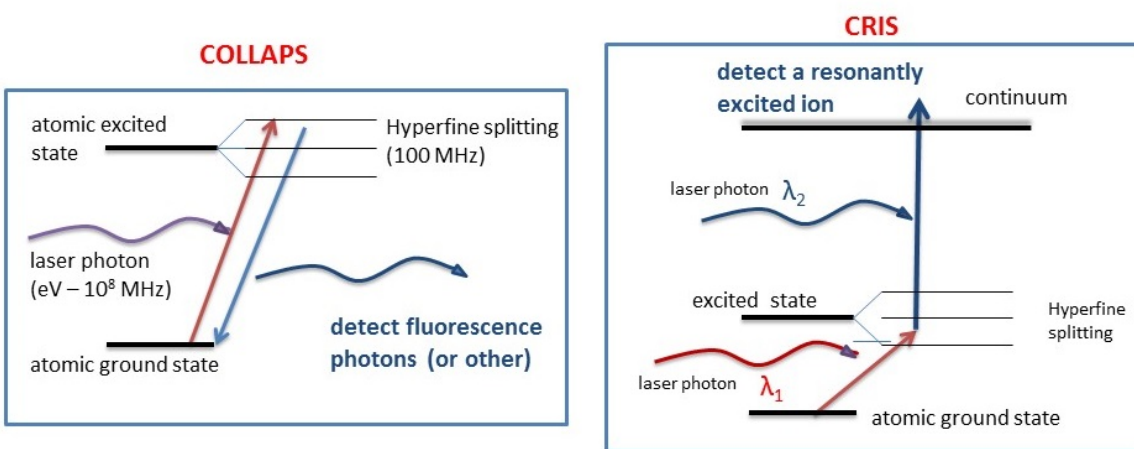 COLLAPS
atomic excited
state
Hyperfine splitting
(100 MHz)
laser photon
(eV – 10⁸ MHz)
detect fluorescence
photons (or other)
atomic ground state
CRIS
detect a resonantly
excited ion
continuum
laser photon λ₂
excited state
Hyperfine
splitting
laser photon λ₁
atomic ground state